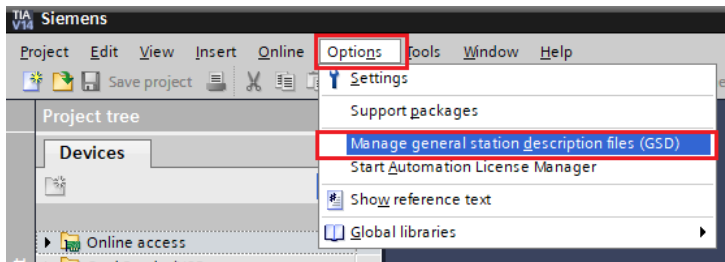 TIA V14 Siemens
Project Edit View Insert Online Options Tools Window Help
Save project
Settings
Project tree
Support packages
Devices
Manage general station description files (GSD)
Start Automation License Manager
Show reference text
Global libraries
Online access